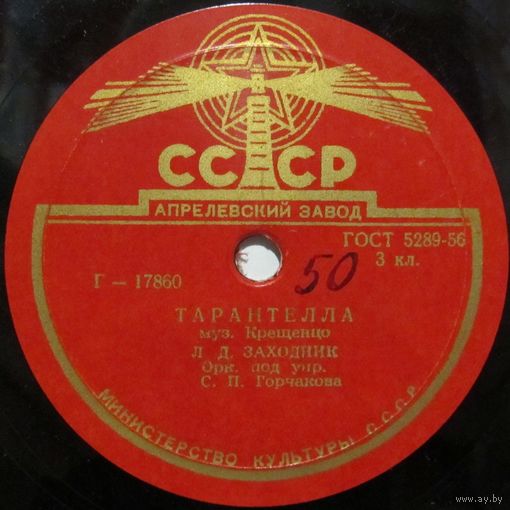 СССР
АПРЕЛЕВСКИЙ ЗАВОД
ГОСТ 5289-56
3 кл.
Г — 17860
50
ТАРАНТЕЛЛА
муз. Крещенцо
Л. Д. ЗАХОДНИК
Орк. под упр.
С. П. Горчакова
МИНИСТЕРСТВО КУЛЬТУРЫ СССР
www.ay.by